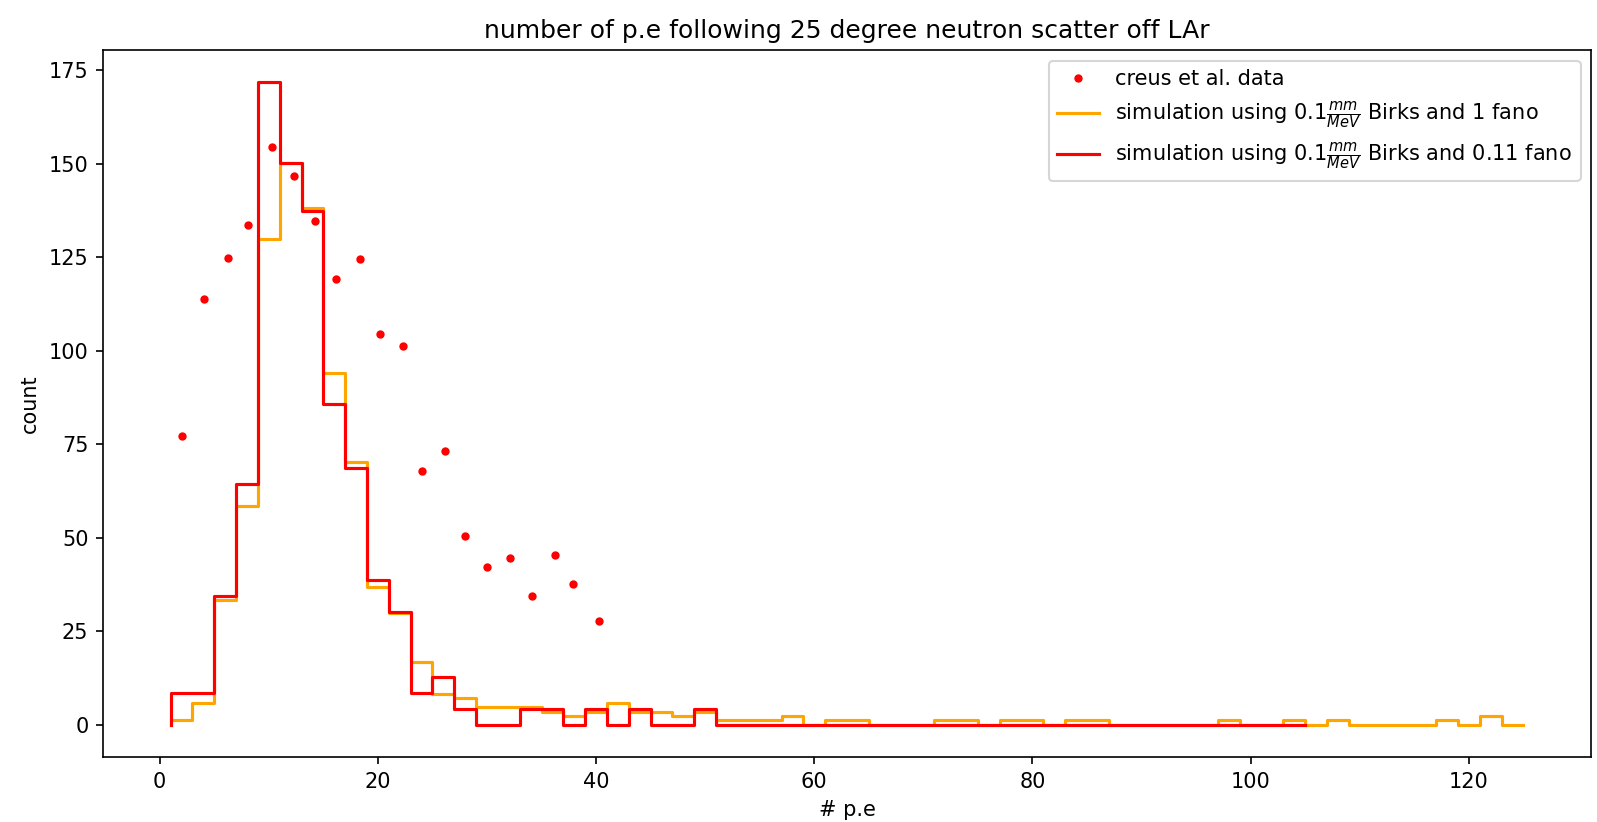 number of p.e following 25 degree neutron scatter off LAr
creus et al. data
simulation using 0.1 mm/MeV Birks and 1 fano
simulation using 0.1 mm/MeV Birks and 0.11 fano
count
175
150
125
100
75
50
25
0
0 20 40 60 80 100 120
# p.e